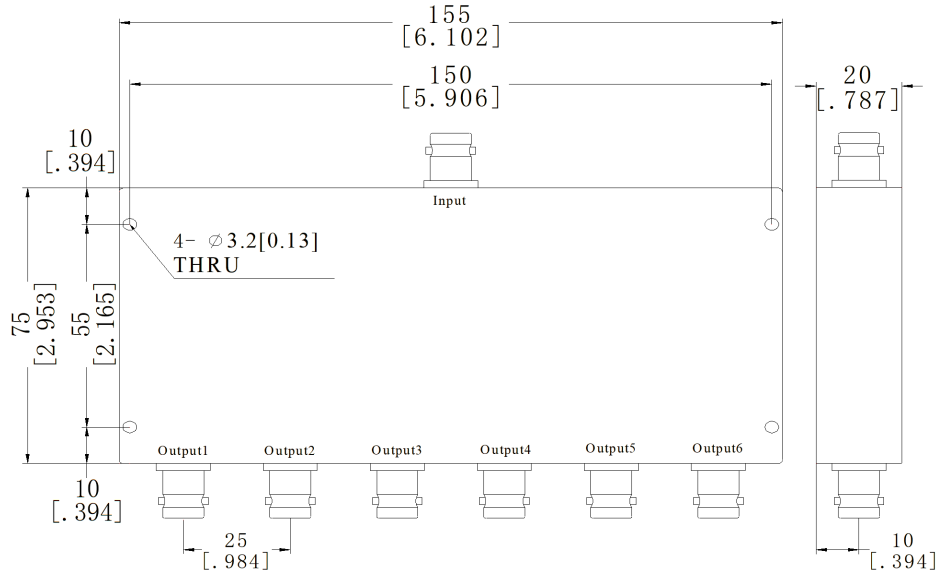 155
[6.102]
150
[5.906]
20
[.787]
10
[.394]
Input
4- ∅3.2[0.13]
THRU
75
[2.953]
55
[2.165]
Output1
Output2
Output3
Output4
Output5
Output6
10
[.394]
25
[.984]
10
[.394]